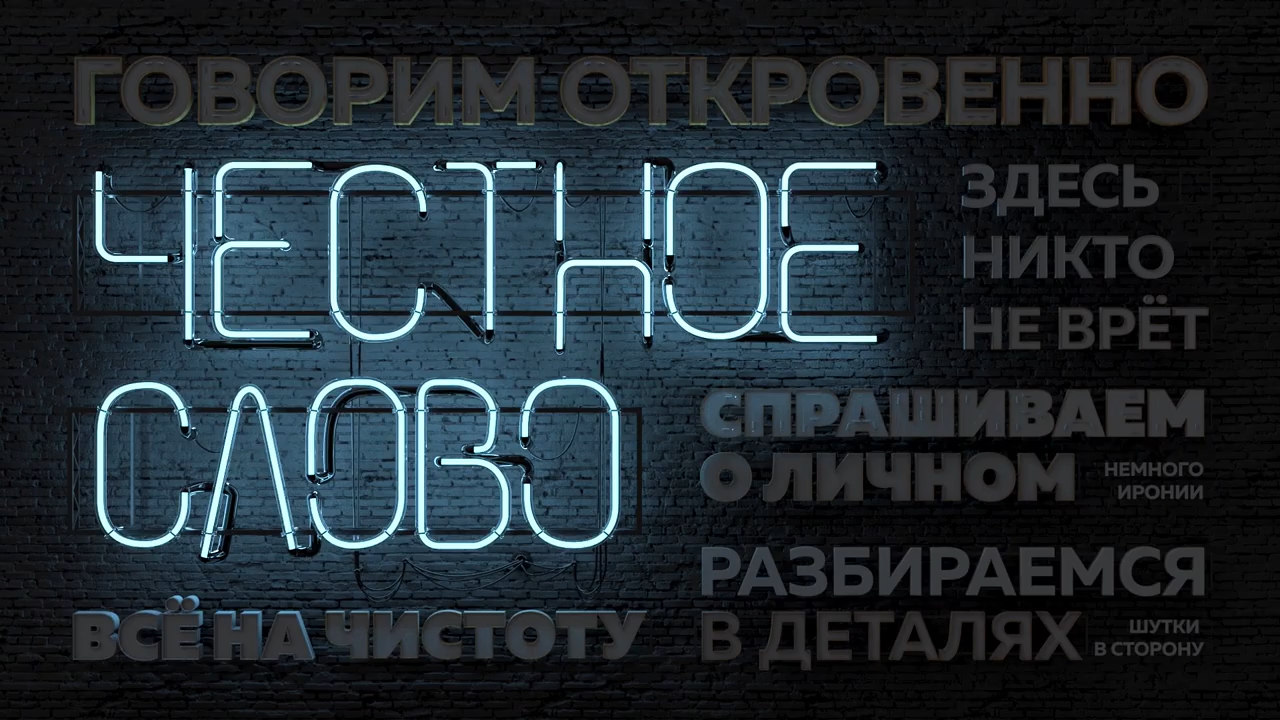 ГОВОРИМ ОТКРОВЕННО
ЧЕСТНОЕ
СЛОВО
ЗДЕСЬ
НИКТО
НЕ ВРЁТ
СПРАШИВАЕМ
О ЛИЧНОМ
НЕМНОГО
ИРОНИИ
РАЗБИРАЕМСЯ
В ДЕТАЛЯХ
ШУТКИ
В СТОРОНУ
ВСЁ НА ЧИСТОТУ